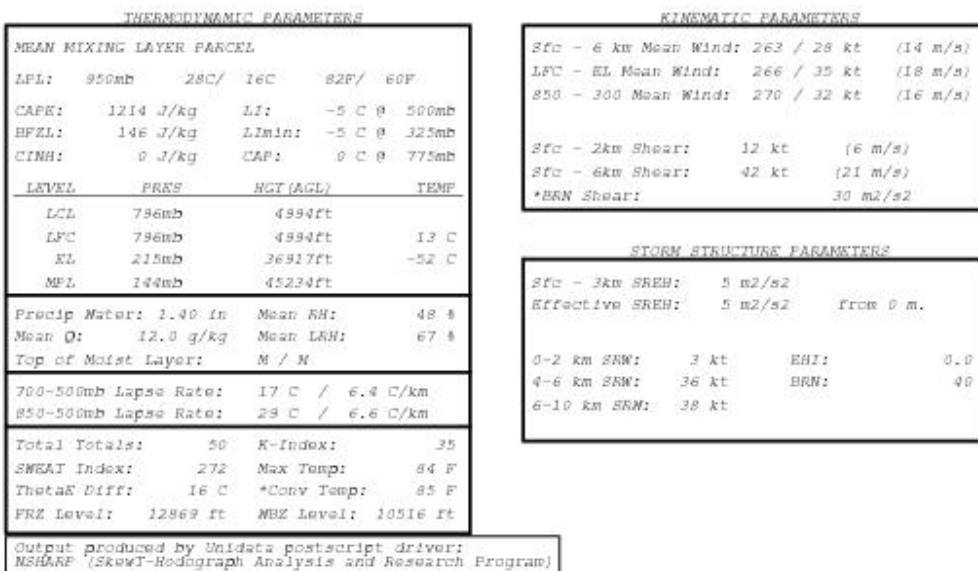 THERMODYNAMIC PARAMETERS
MEAN MIXING LAYER PARCEL
LPL: 950mb 28C/ 16C 82F/ 60F
CAPE: 1214 J/kg LI: -5 C @ 500mb
BFZL: 146 J/kg LImin: -5 C @ 325mb
CINH: 0 J/kg CAP: 0 C @ 775mb
LEVEL PRES HGT(AGL) TEMP
LCL 796mb 4994ft
LFC 796mb 4994ft 13 C
EL 215mb 36917ft -52 C
MPL 144mb 45234ft
Precip Water: 1.40 in Mean RH: 48 %
Mean Q: 12.0 g/kg Mean LRH: 67 %
Top of Moist Layer: M / M
700-500mb Lapse Rate: 17 C / 6.4 C/km
850-500mb Lapse Rate: 29 C / 6.6 C/km
Total Totals: 50 K-Index: 35
SWEAT Index: 272 Max Temp: 84 F
ThetaE Diff: 16 C *Conv Temp: 85 F
FRZ Level: 12869 ft WBZ Level: 10516 ft
Output produced by Unidata postscript driver:
NSHARP (SkewT-Hodograph Analysis and Research Program)
KINEMATIC PARAMETERS
Sfc - 6 km Mean Wind: 263 / 28 kt (14 m/s)
LFC - EL Mean Wind: 266 / 35 kt (18 m/s)
850 - 300 Mean Wind: 270 / 32 kt (16 m/s)
Sfc - 2km Shear: 12 kt (6 m/s)
Sfc - 6km Shear: 42 kt (21 m/s)
*BRN Shear: 30 m2/s2
STORM STRUCTURE PARAMETERS
Sfc - 3km SREH: 5 m2/s2
Effective SREH: 5 m2/s2 from 0 m.
0-2 km SRW: 3 kt EHI: 0.0
4-6 km SRW: 36 kt BRN: 40
6-10 km SRW: 38 kt